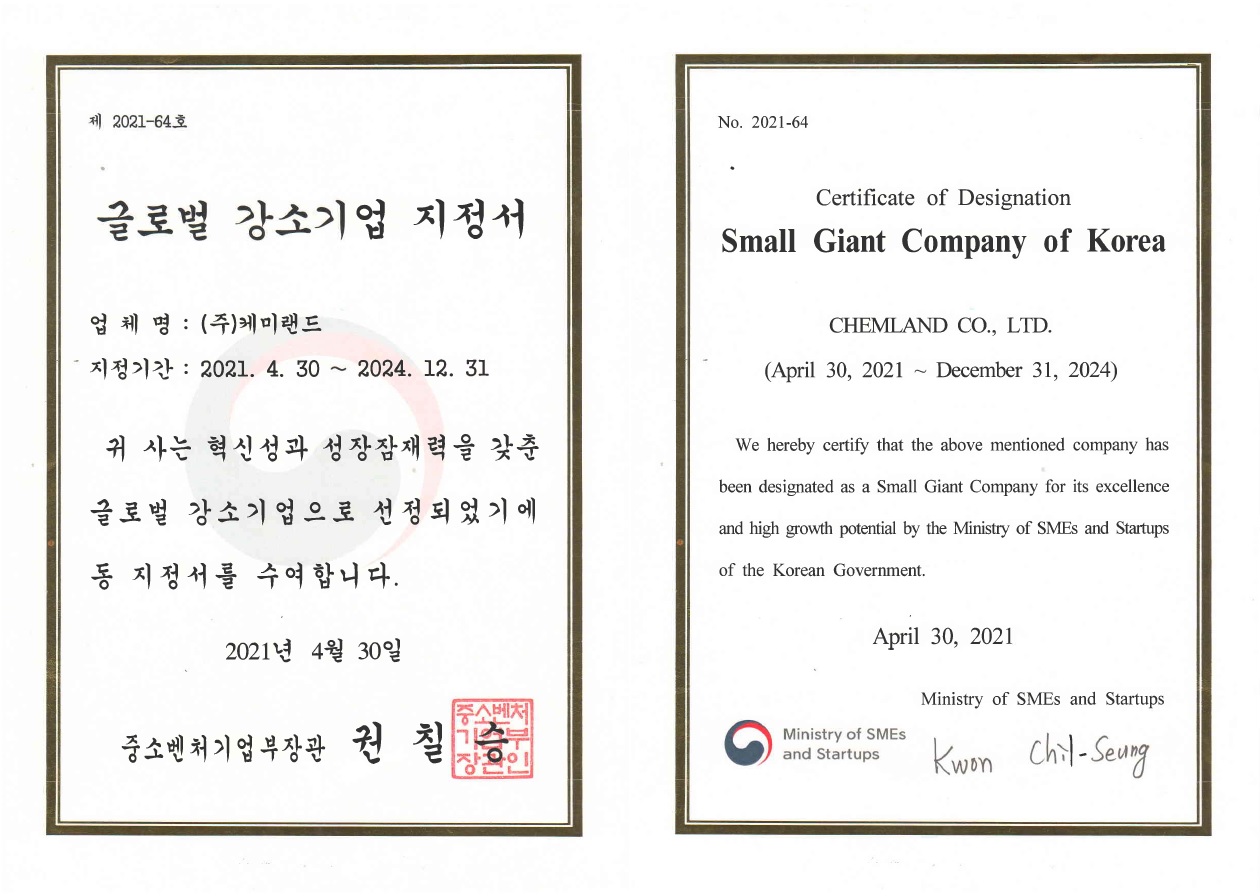 제 2021-64호
글로벌 강소기업 지정서
업 체 명 : (주)케미랜드
지정기간 : 2021. 4. 30 ~ 2024. 12. 31
귀 사는 혁신성과 성장잠재력을 갖춘
글로벌 강소기업으로 선정되었기에
동 지정서를 수여합니다.
2021년 4월 30일
중소벤처기업부장관 권 칠 승
중소벤처
기업부
장관인
No. 2021-64
Certificate of Designation
Small Giant Company of Korea
CHEMLAND CO., LTD.
(April 30, 2021 ~ December 31, 2024)
We hereby certify that the above mentioned company has
been designated as a Small Giant Company for its excellence
and high growth potential by the Ministry of SMEs and Startups
of the Korean Government.
April 30, 2021
Ministry of SMEs and Startups
Ministry of SMEs
and Startups
Kwon Chil-Seung